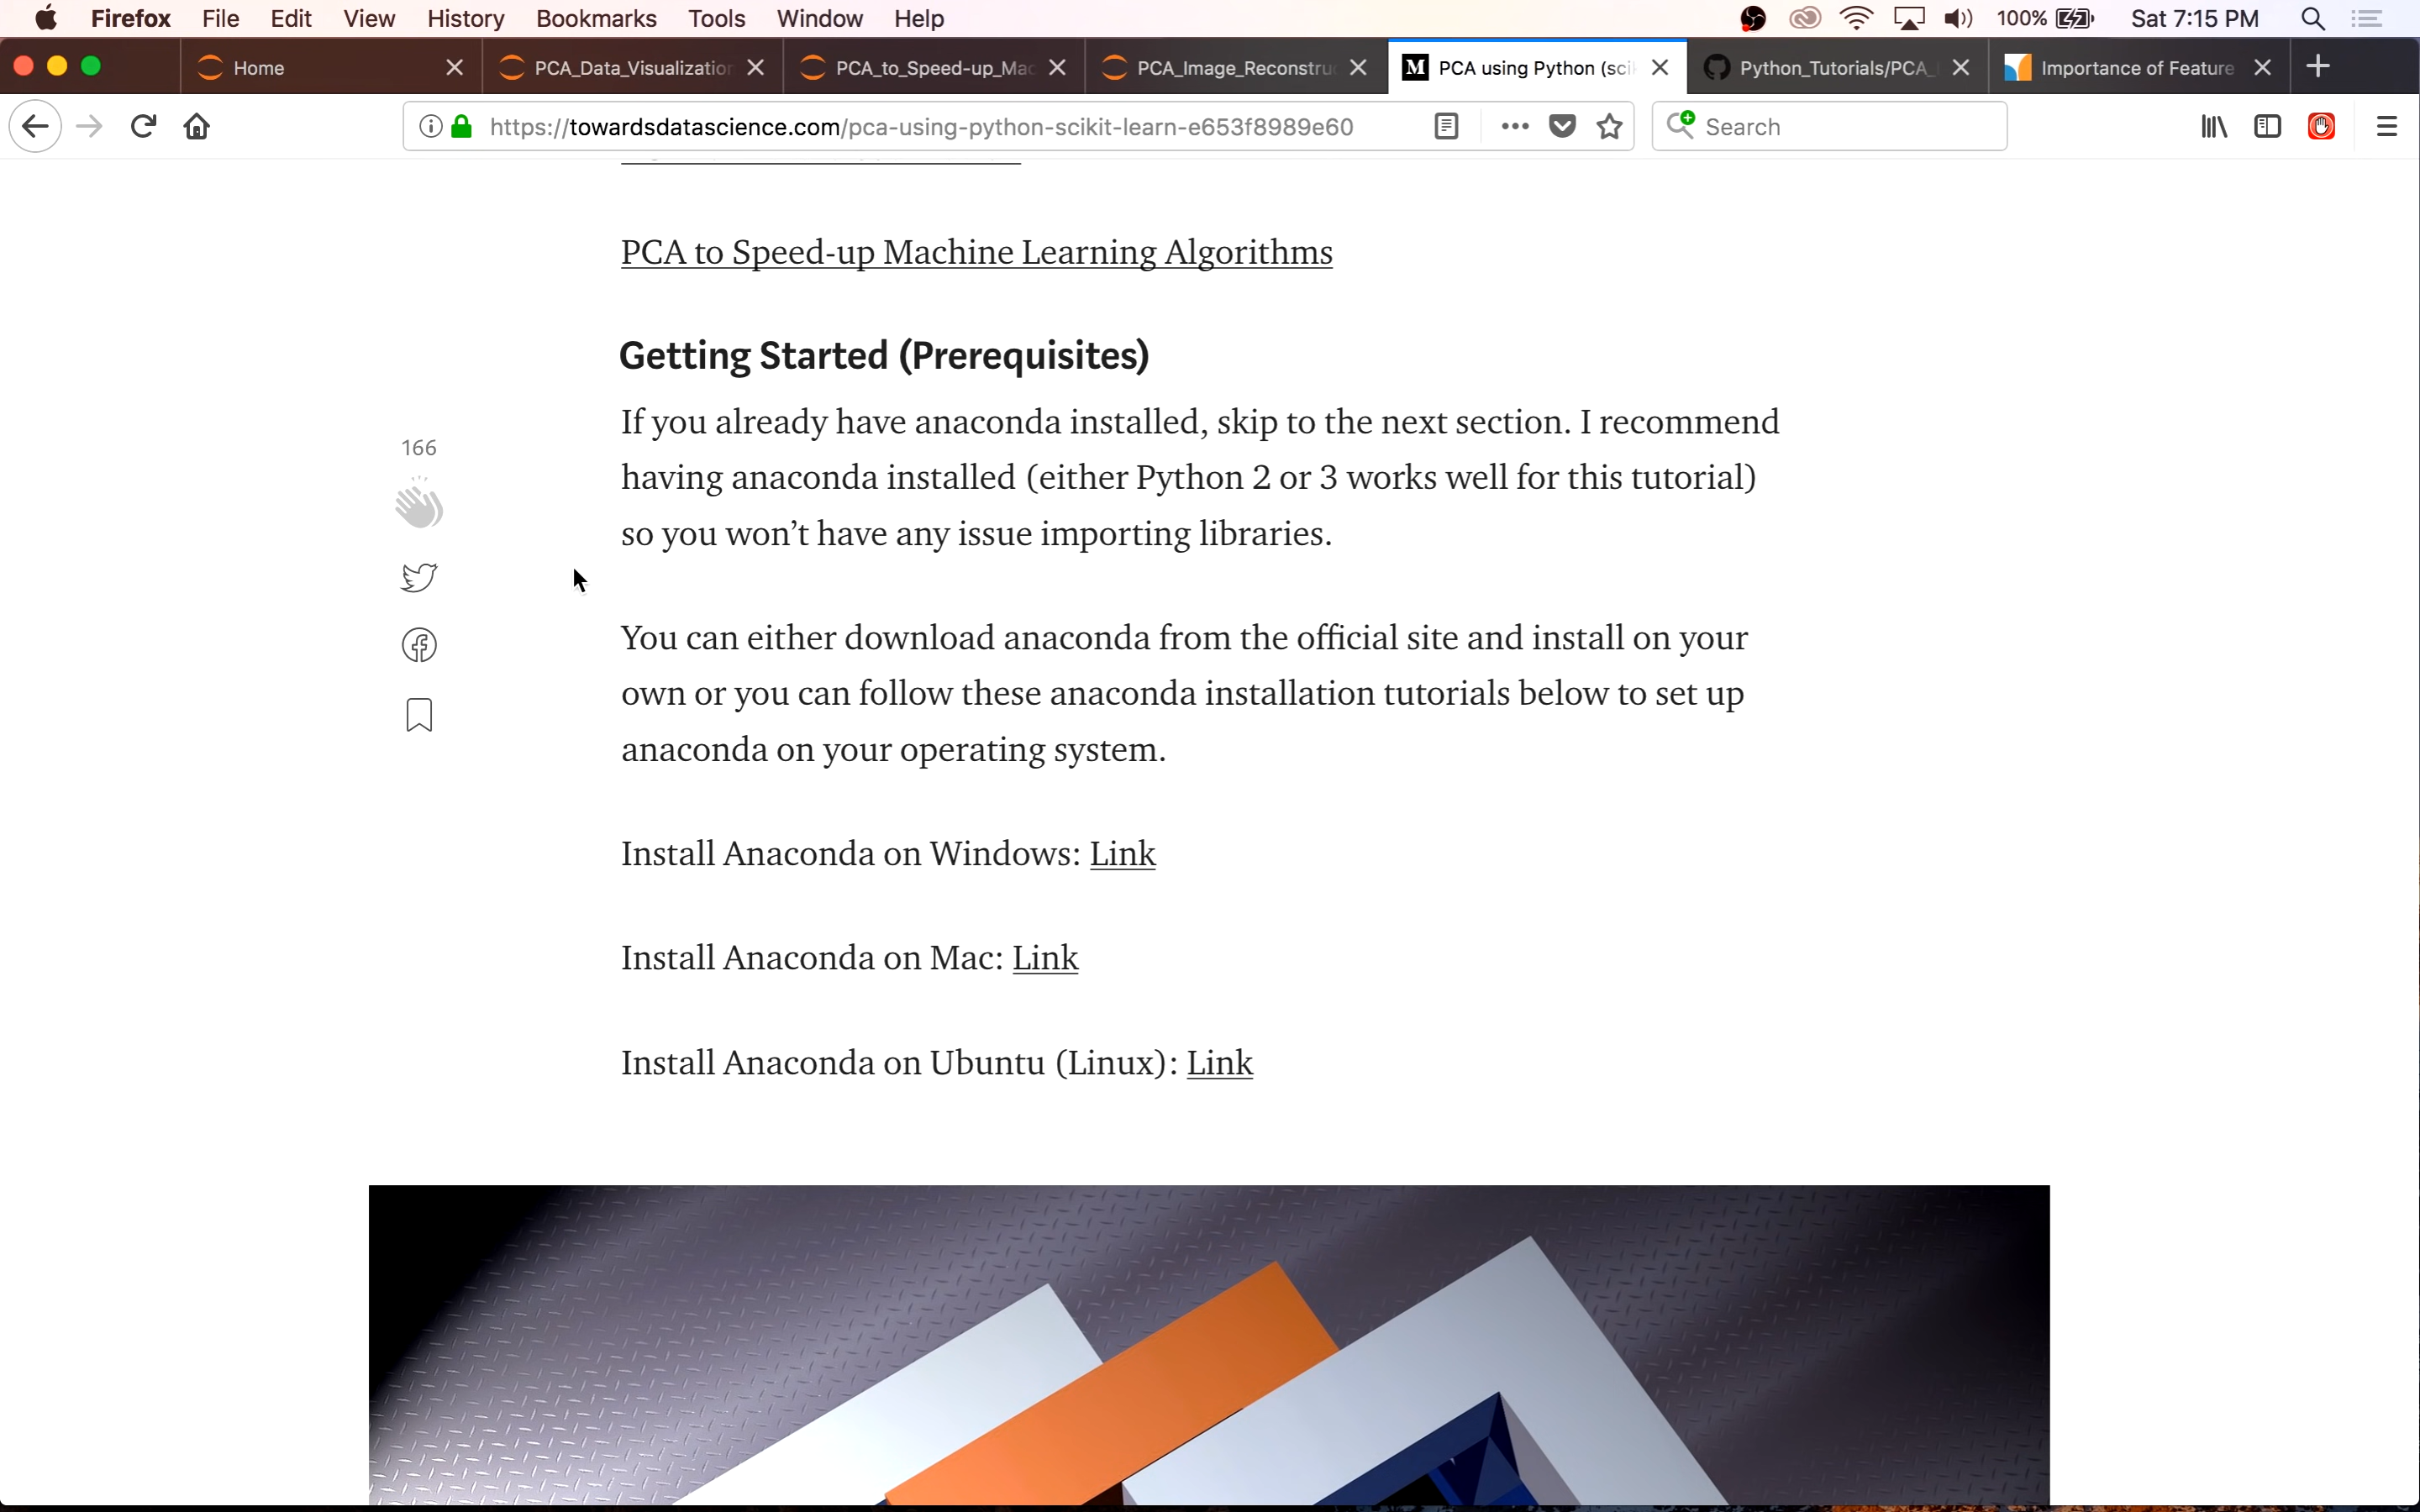 Firefox File Edit View History Bookmarks Tools Window Help 100% Sat 7:15 PM
Home PCA_Data_Visualization PCA_to_Speed-up_Mac PCA_Image_Reconstruc M PCA using Python (scik Python_Tutorials/PCA_ Importance of Feature
https://towardsdatascience.com/pca-using-python-scikit-learn-e653f8989e60 Search
PCA to Speed-up Machine Learning Algorithms
Getting Started (Prerequisites)
If you already have anaconda installed, skip to the next section. I recommend
having anaconda installed (either Python 2 or 3 works well for this tutorial)
so you won’t have any issue importing libraries.
166
You can either download anaconda from the official site and install on your
own or you can follow these anaconda installation tutorials below to set up
anaconda on your operating system.
Install Anaconda on Windows: Link
Install Anaconda on Mac: Link
Install Anaconda on Ubuntu (Linux): Link